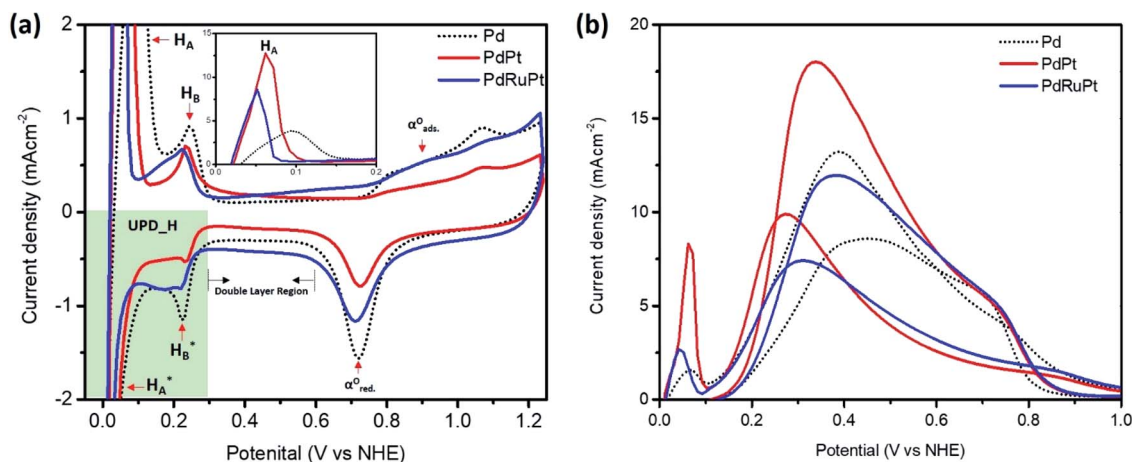 (a)
2
1
0
-1
-2
Current density (mAcm⁻²)
0.0
0.2
0.4
0.6
0.8
1.0
1.2
Potenital (V vs NHE)
H_A
H_B
15
10
5
0
0.0
0.1
0.2
H_A
Pd
PdPt
PdRuPt
α^O_ads.
UPD_H
Double Layer Region
H_B*
H_A*
α^O_red.
(b)
20
15
10
5
0
Current density (mAcm⁻²)
0.0
0.2
0.4
0.6
0.8
1.0
Potential (V vs NHE)
Pd
PdPt
PdRuPt